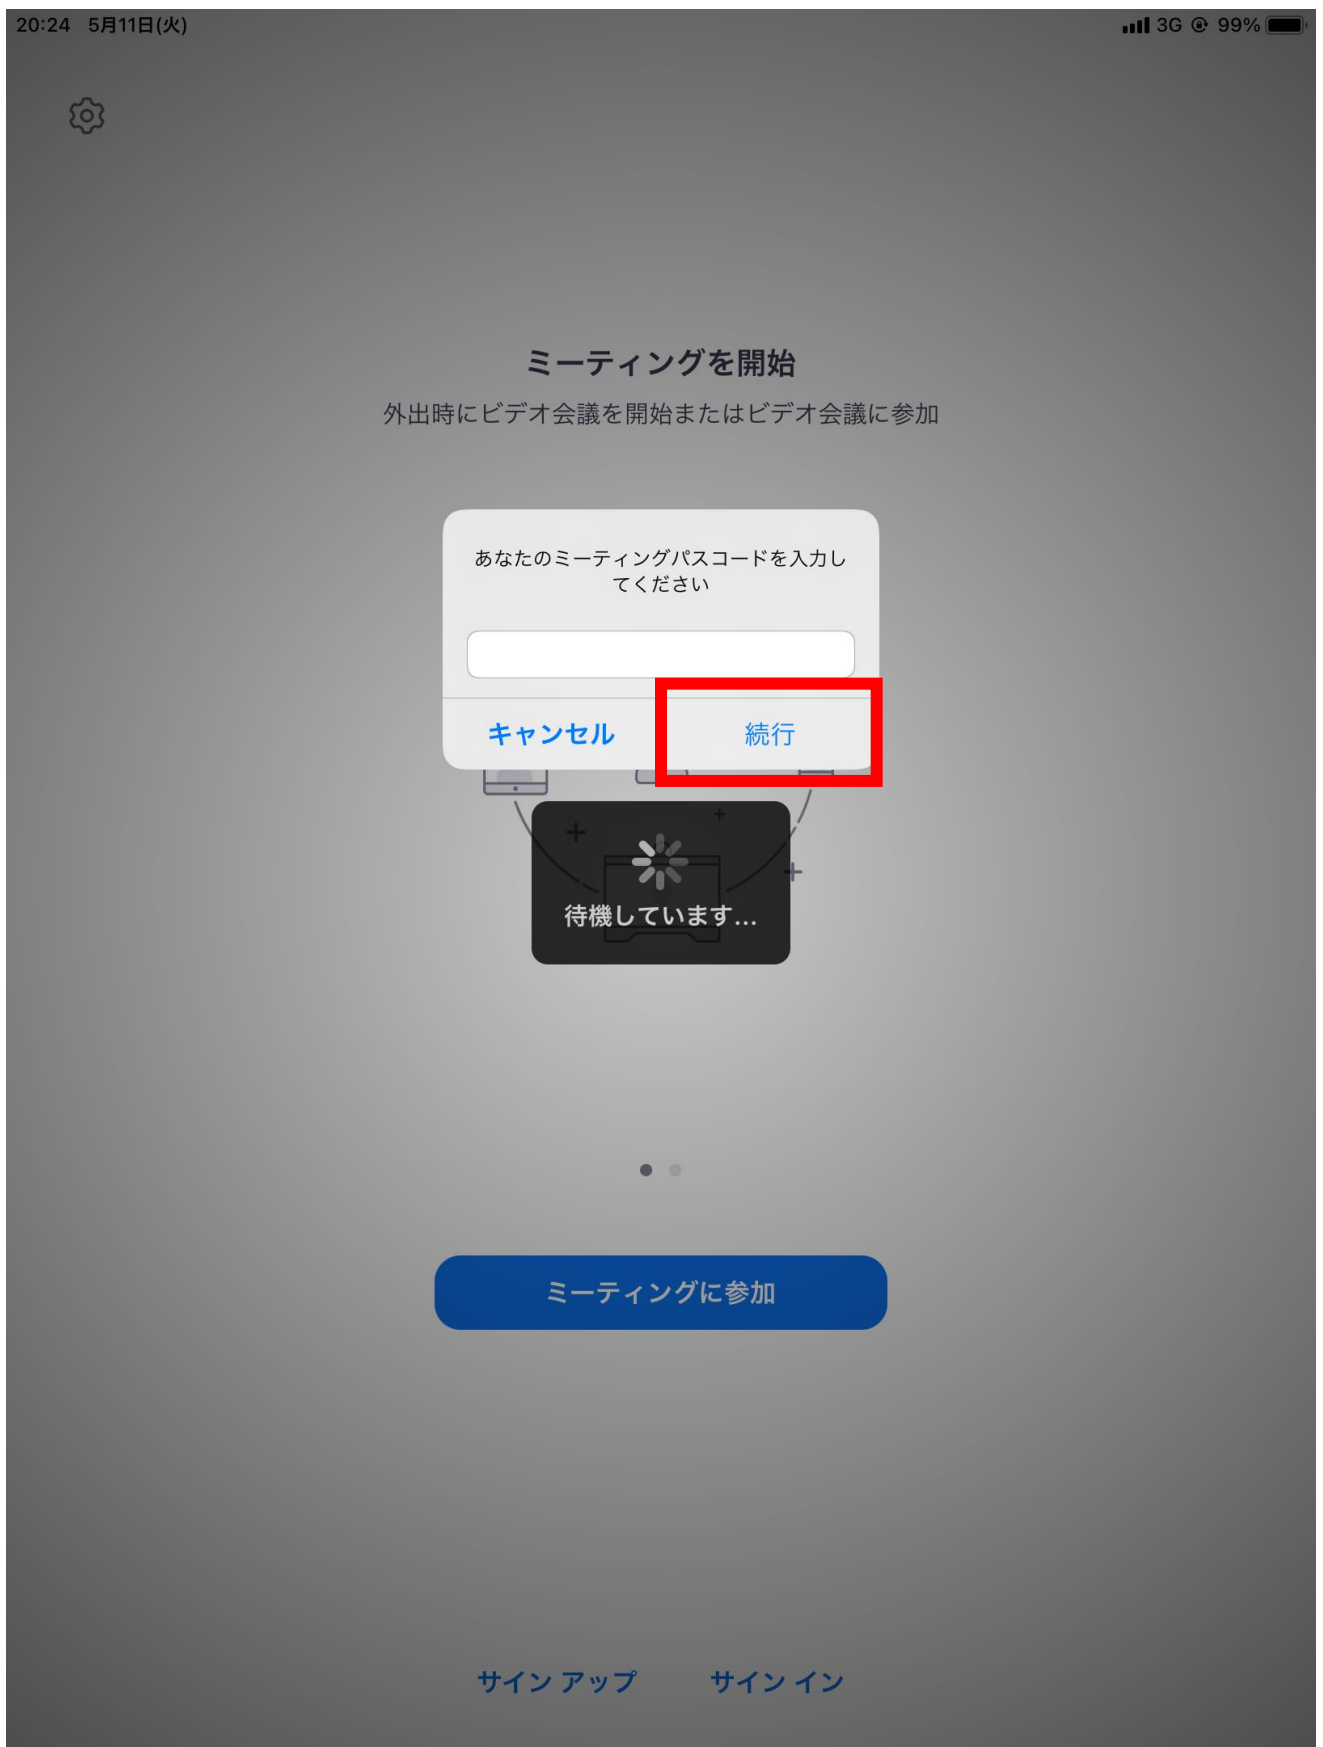 20:24 5月11日(火)
3G 99%
ミーティングを開始
外出時にビデオ会議を開始またはビデオ会議に参加
あなたのミーティングパスコードを入力し
てください
キャンセル 続行
待機しています...
ミーティングに参加
サイン アップ サイン イン